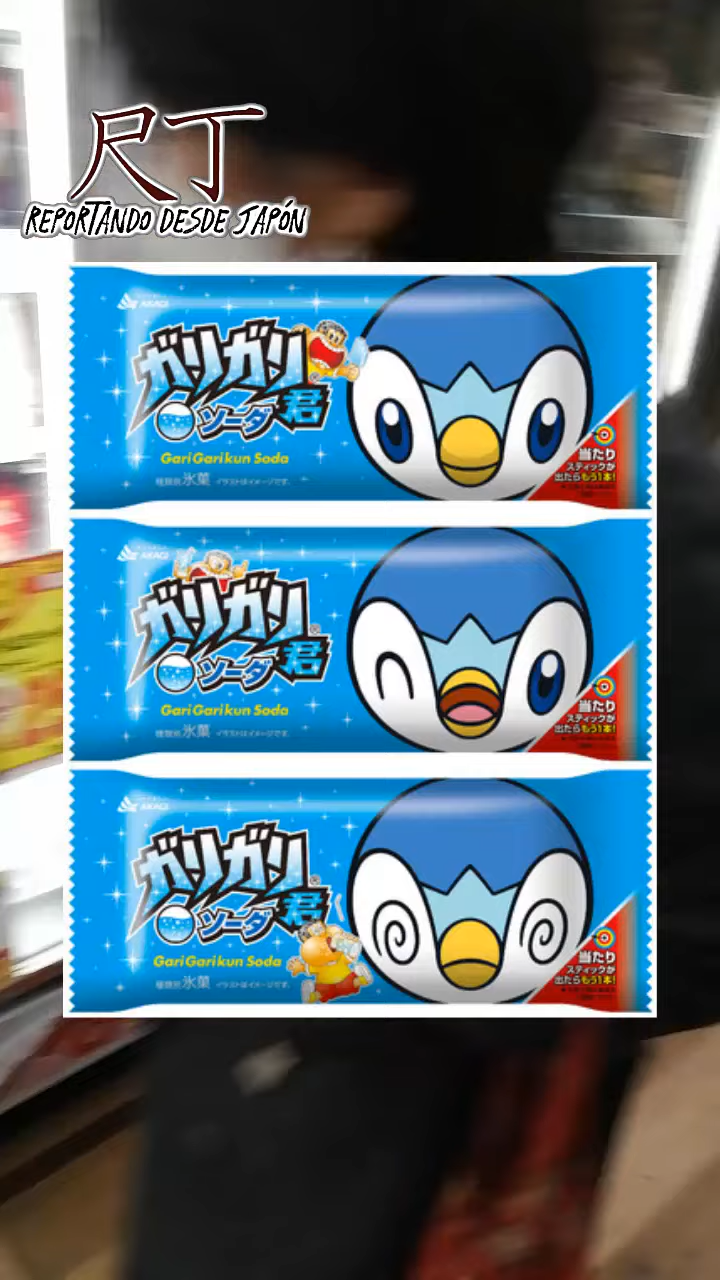 尺丁
REPORTANDO DESDE JAPÓN
AKAGI
ガリガリ
君
ソーダ
GariGarikun Soda
種類別 氷菓 イラストはイメージです。
当たり
スティックが
出たらもう1本!
AKAGI
ガリガリ
君
ソーダ
GariGarikun Soda
種類別 氷菓 イラストはイメージです。
当たり
スティックが
出たらもう1本!
AKAGI
ガリガリ
君
ソーダ
GariGarikun Soda
種類別 氷菓 イラストはイメージです。
当たり
スティックが
出たらもう1本!